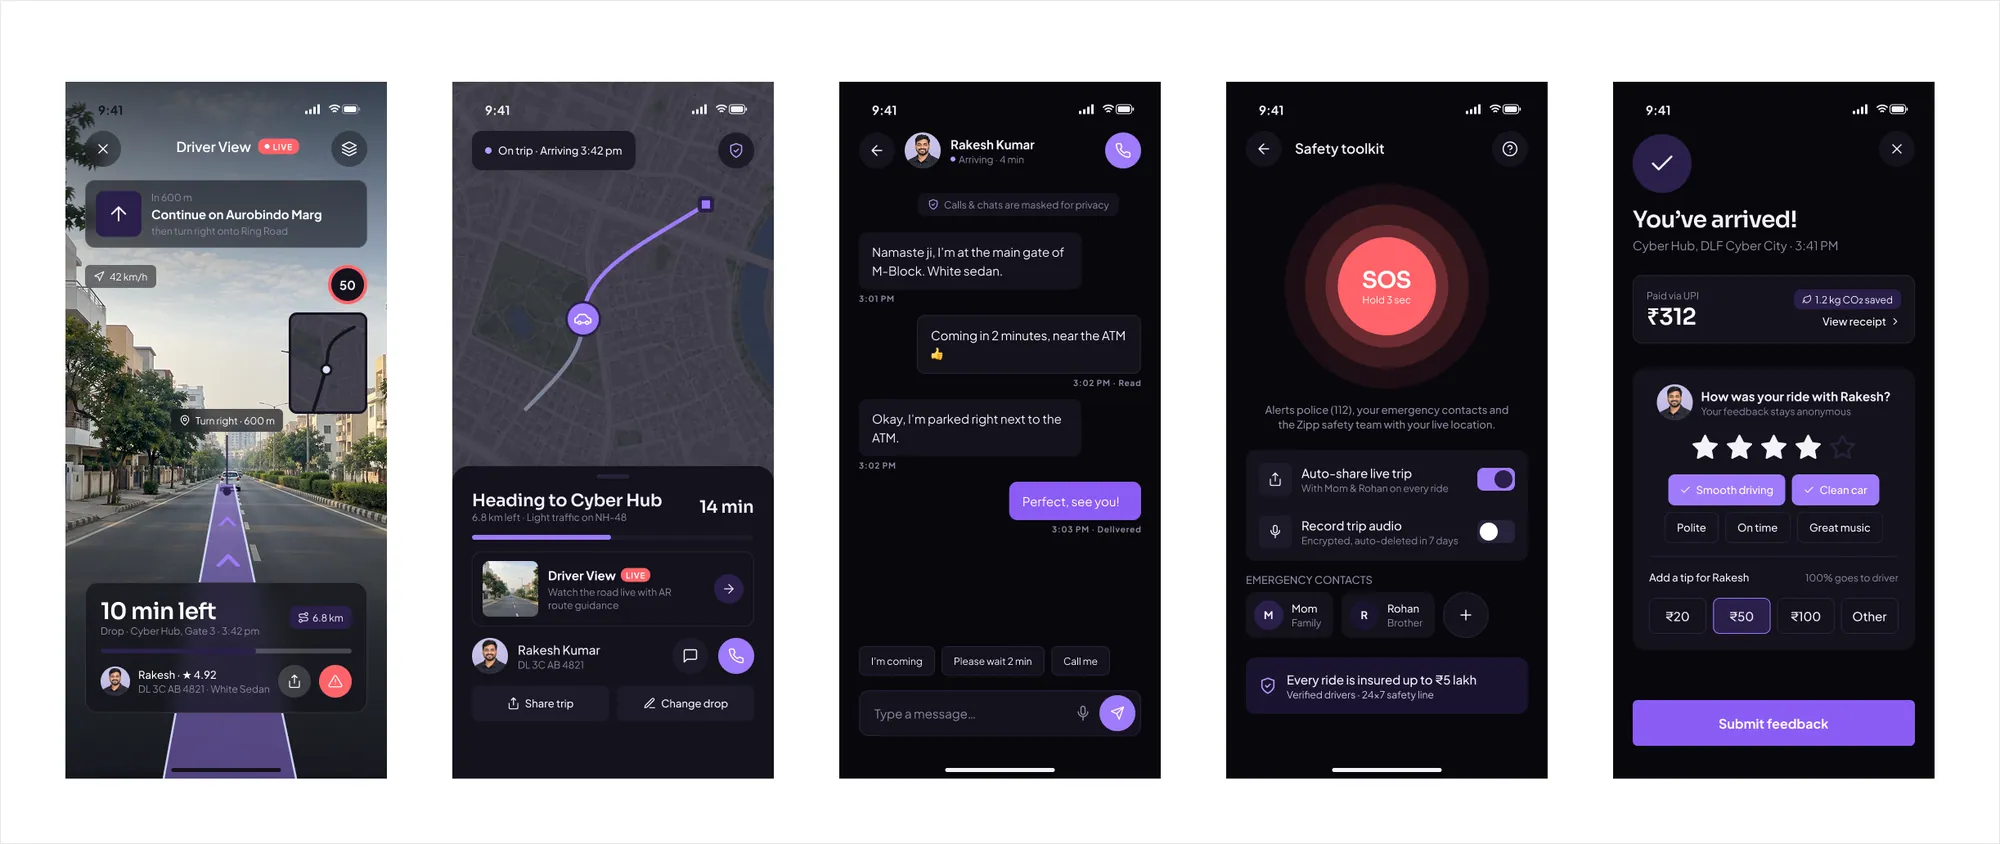 9:41
Driver View
LIVE
In 600 m
Continue on Aurobindo Marg
then turn right onto Ring Road
42 km/h
50
Turn right · 600 m
10 min left
6.8 km
Drop · Cyber Hub, Gate 3 · 3:42 pm
Rakesh · ★ 4.92
DL 3C AB 4821 · White Sedan
9:41
On trip · Arriving 3:42 pm
Heading to Cyber Hub
14 min
6.8 km left · Light traffic on NH-48
Driver View
LIVE
Watch the road live with AR
route guidance
Rakesh Kumar
DL 3C AB 4821
Share trip
Change drop
9:41
Rakesh Kumar
Arriving · 4 min
Calls & chats are masked for privacy
Namaste ji, I'm at the main gate of
M-Block. White sedan.
3:01 PM
Coming in 2 minutes, near the ATM
👍
3:02 PM · Read
Okay, I'm parked right next to the
ATM.
3:02 PM
Perfect, see you!
3:03 PM · Delivered
I'm coming
Please wait 2 min
Call me
Type a message...
9:41
Safety toolkit
SOS
Hold 3 sec
Alerts police (112), your emergency contacts and
the Zipp safety team with your live location.
Auto-share live trip
With Mom & Rohan on every ride
Record trip audio
Encrypted, auto-deleted in 7 days
EMERGENCY CONTACTS
M
Mom
Family
R
Rohan
Brother
Every ride is insured up to ₹5 lakh
Verified drivers · 24x7 safety line
9:41
You've arrived!
Cyber Hub, DLF Cyber City · 3:41 PM
Paid via UPI
₹312
1.2 kg CO₂ saved
View receipt
How was your ride with Rakesh?
Your feedback stays anonymous
Smooth driving
Clean car
Polite
On time
Great music
Add a tip for Rakesh
100% goes to driver
₹20
₹50
₹100
Other
Submit feedback